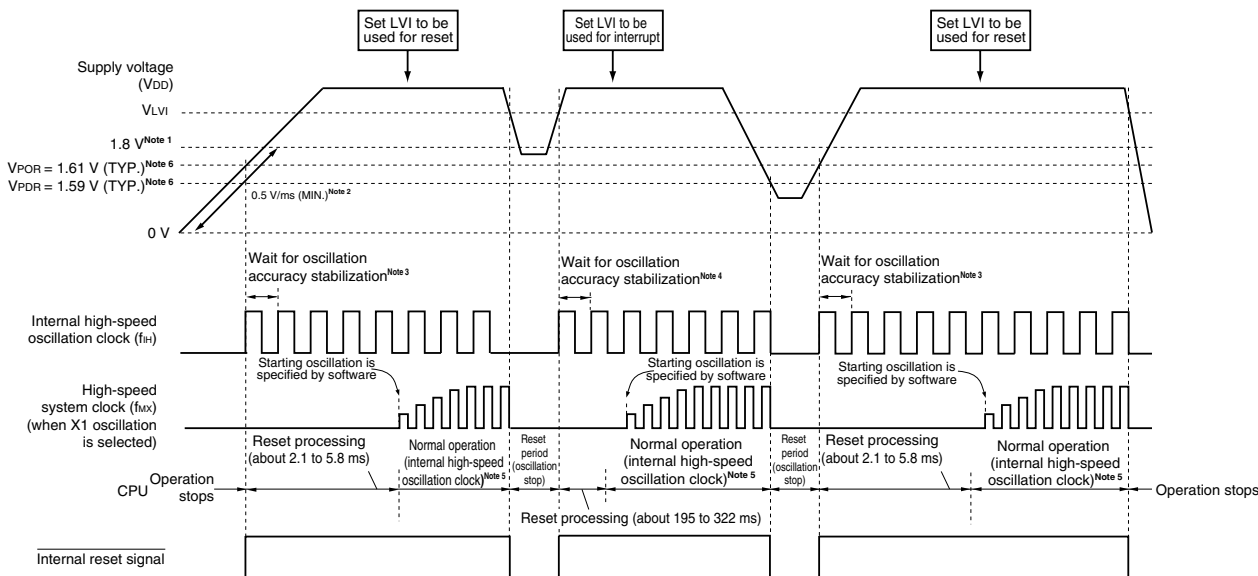 Set LVI to be
used for reset
Set LVI to be
used for interrupt
Set LVI to be
used for reset
Supply voltage
(VDD)
VLVI
1.8 V Note 1
VPOR = 1.61 V (TYP.) Note 6
VPDR = 1.59 V (TYP.) Note 6
0.5 V/ms (MIN.) Note 2
0 V
Wait for oscillation
accuracy stabilization Note 3
Wait for oscillation
accuracy stabilization Note 4
Wait for oscillation
accuracy stabilization Note 3
Internal high-speed
oscillation clock (fIH)
Starting oscillation is
specified by software
Starting oscillation is
specified by software
Starting oscillation is
specified by software
High-speed
system clock (fMX)
(when X1 oscillation
is selected)
Reset processing
(about 2.1 to 5.8 ms)
Normal operation
(internal high-speed
oscillation clock) Note 5
Reset
period
(oscillation
stop)
Normal operation
(internal high-speed
oscillation clock) Note 5
Reset
period
(oscillation
stop)
Reset processing
(about 2.1 to 5.8 ms)
Normal operation
(internal high-speed
oscillation clock) Note 5
CPU
Operation
stops
Operation stops
Reset processing (about 195 to 322 ms)
Internal reset signal